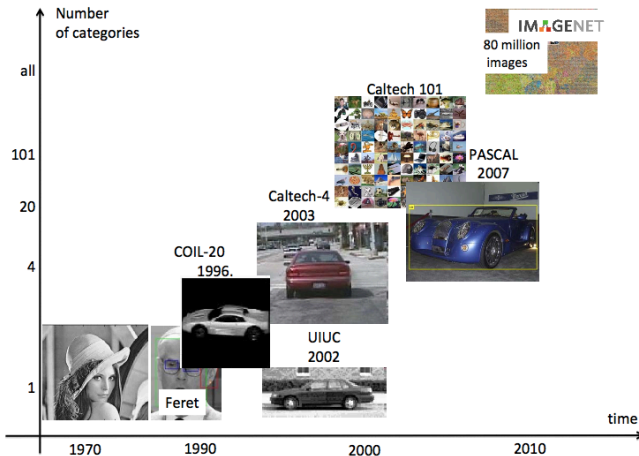 Number
of categories
IMAGENET
80 million
images
all
Caltech 101
101
PASCAL
2007
20
Caltech-4
2003
COIL-20
1996.
4
UIUC
2002
1
Feret
time
1970
1990
2000
2010